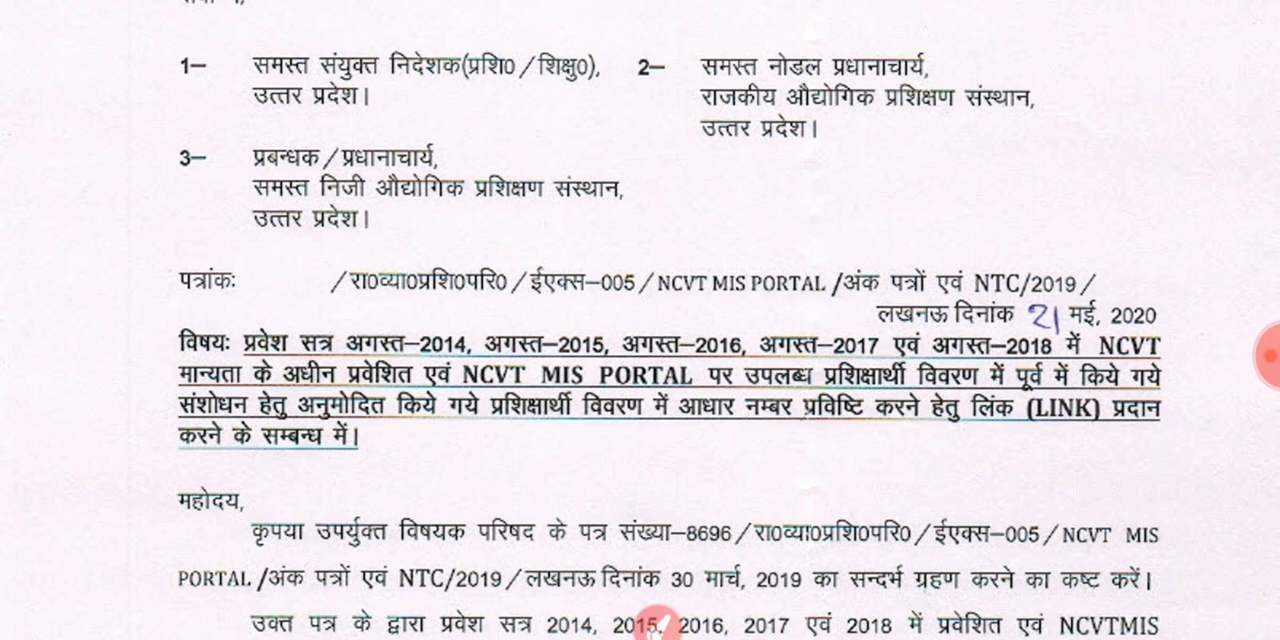 1– समस्त संयुक्त निदेशक(प्रशि0/शिक्षु0),
उत्तर प्रदेश।
2– समस्त नोडल प्रधानाचार्य,
राजकीय औद्योगिक प्रशिक्षण संस्थान,
उत्तर प्रदेश।
3– प्रबन्धक/प्रधानाचार्य,
समस्त निजी औद्योगिक प्रशिक्षण संस्थान,
उत्तर प्रदेश।
पत्रांकः /रा0व्या0प्रशि0परि0/ईएक्स–005/NCVT MIS PORTAL/अंक पत्रों एवं NTC/2019/
लखनऊ दिनांक 21 मई, 2020
विषयः प्रवेश सत्र अगस्त–2014, अगस्त–2015, अगस्त–2016, अगस्त–2017 एवं अगस्त–2018 में NCVT
मान्यता के अधीन प्रवेशित एवं NCVT MIS PORTAL पर उपलब्ध प्रशिक्षार्थी विवरण में पूर्व में किये गये
संशोधन हेतु अनुमोदित किये गये प्रशिक्षार्थी विवरण में आधार नम्बर प्रविष्टि करने हेतु लिंक (LINK) प्रदान
करने के सम्बन्ध में।
महोदय,
कृपया उपर्युक्त विषयक परिषद के पत्र संख्या–8696/रा0व्या0प्रशि0परि0/ईएक्स–005/NCVT MIS
PORTAL/अंक पत्रों एवं NTC/2019/लखनऊ दिनांक 30 मार्च, 2019 का सन्दर्भ ग्रहण करने का कष्ट करें।
उक्त पत्र के द्वारा प्रवेश सत्र 2014, 2015, 2016, 2017 एवं 2018 में प्रवेशित एवं NCVTMIS